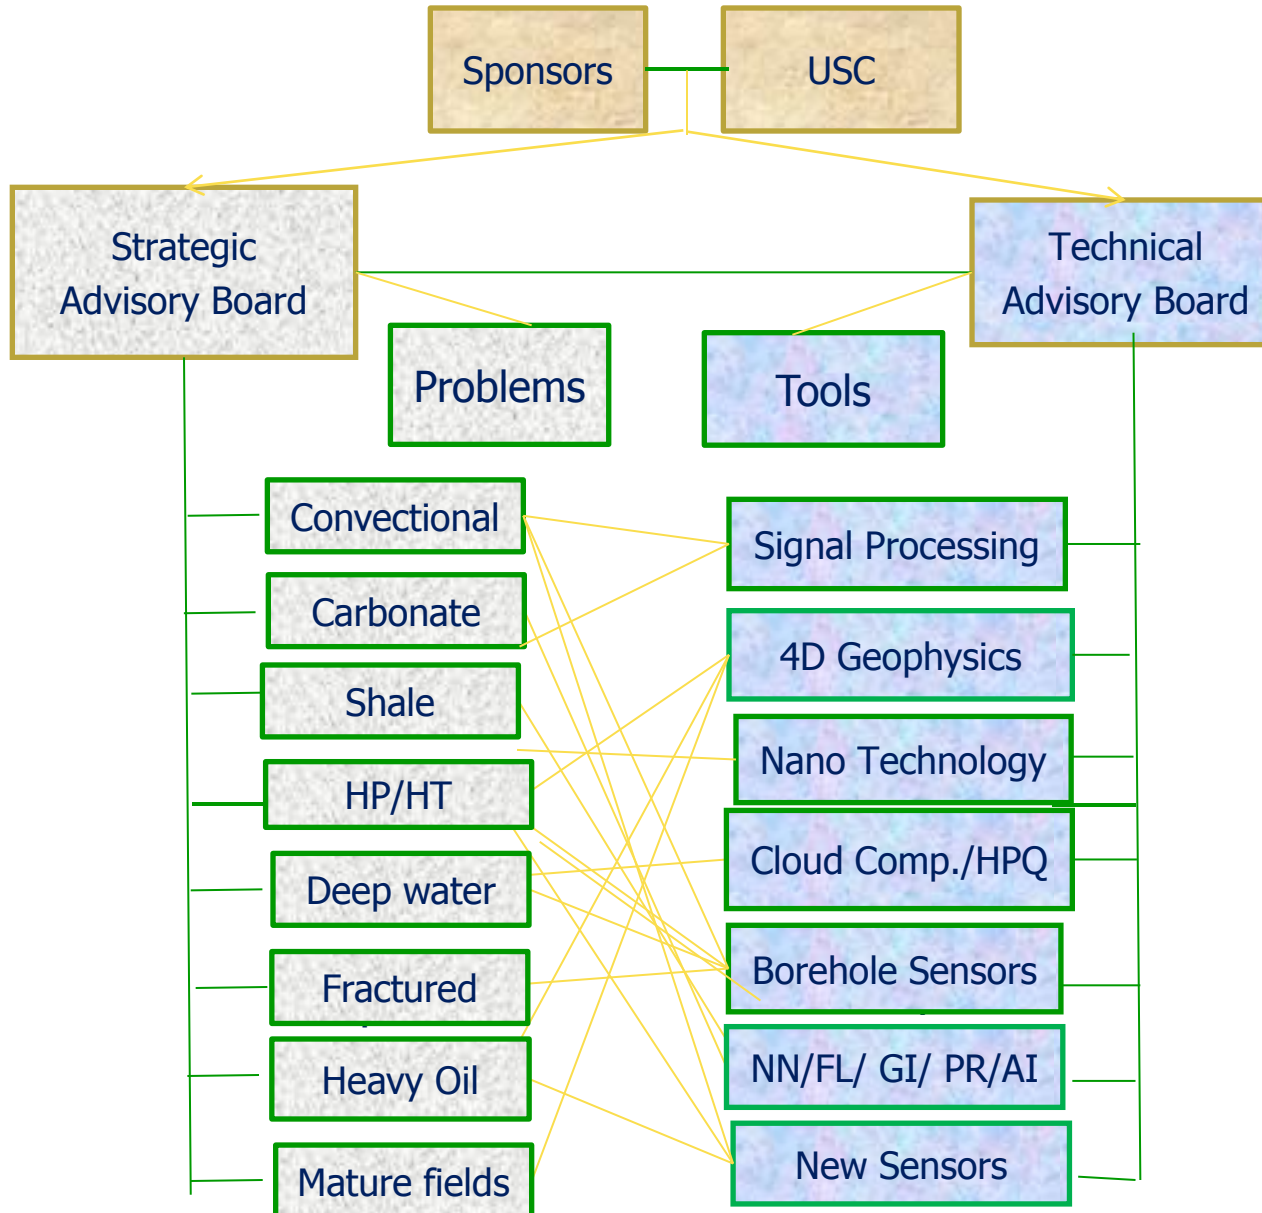 Sponsors
USC
Strategic
Advisory Board
Technical
Advisory Board
Problems
Tools
Convectional
Carbonate
Shale
HP/HT
Deep water
Fractured
Heavy Oil
Mature fields
Signal Processing
4D Geophysics
Nano Technology
Cloud Comp./HPQ
Borehole Sensors
NN/FL/ GI/ PR/AI
New Sensors